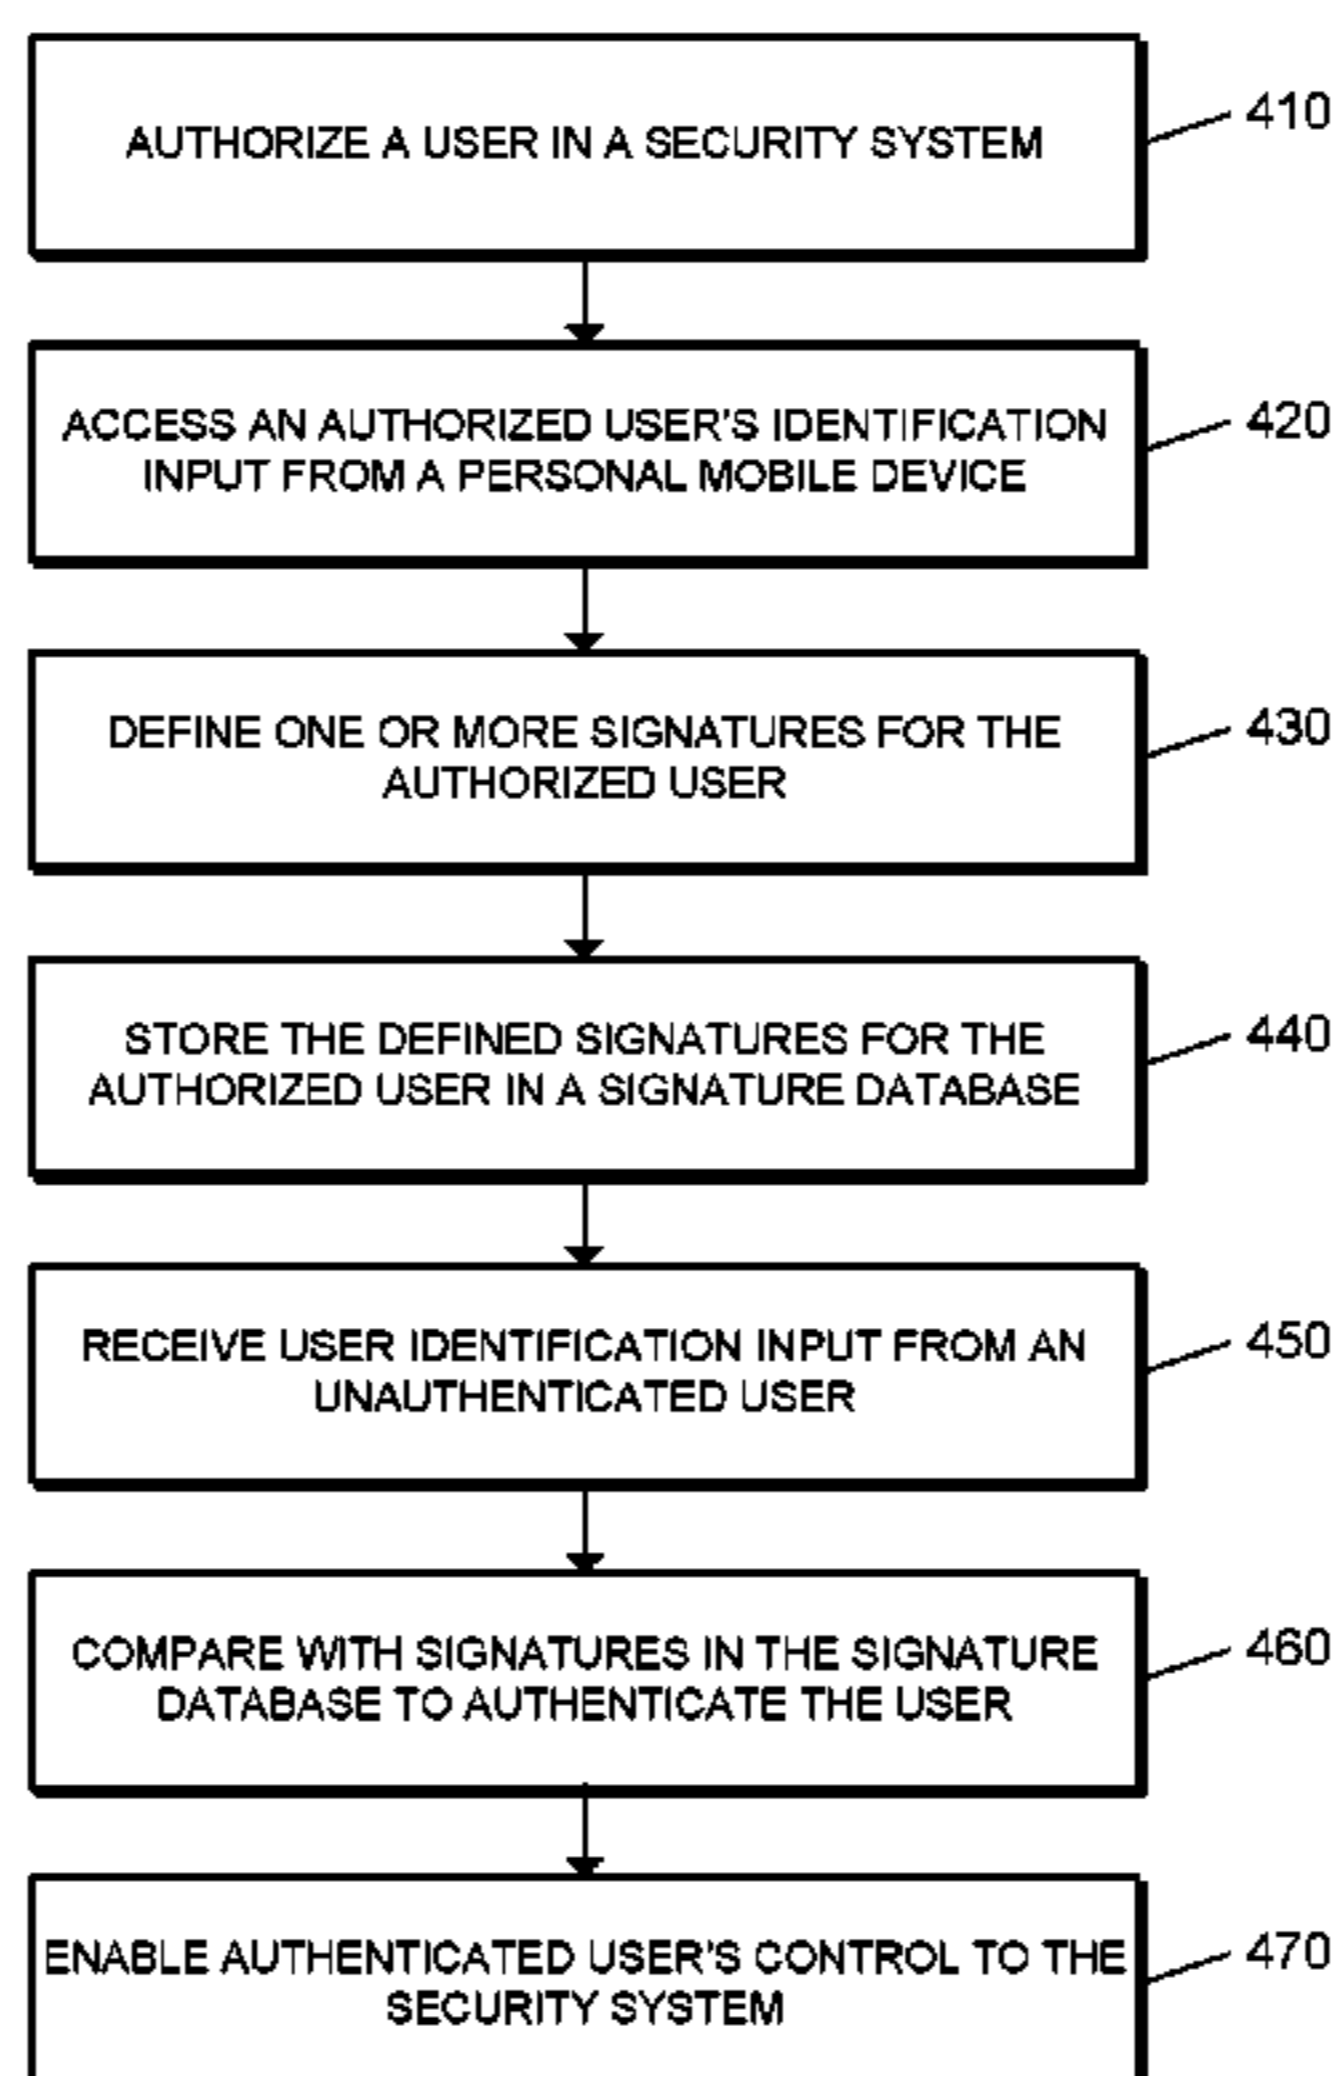 AUTHORIZE A USER IN A SECURITY SYSTEM
410
ACCESS AN AUTHORIZED USER'S IDENTIFICATION
INPUT FROM A PERSONAL MOBILE DEVICE
420
DEFINE ONE OR MORE SIGNATURES FOR THE
AUTHORIZED USER
430
STORE THE DEFINED SIGNATURES FOR THE
AUTHORIZED USER IN A SIGNATURE DATABASE
440
RECEIVE USER IDENTIFICATION INPUT FROM AN
UNAUTHENTICATED USER
450
COMPARE WITH SIGNATURES IN THE SIGNATURE
DATABASE TO AUTHENTICATE THE USER
460
ENABLE AUTHENTICATED USER'S CONTROL TO THE
SECURITY SYSTEM
470